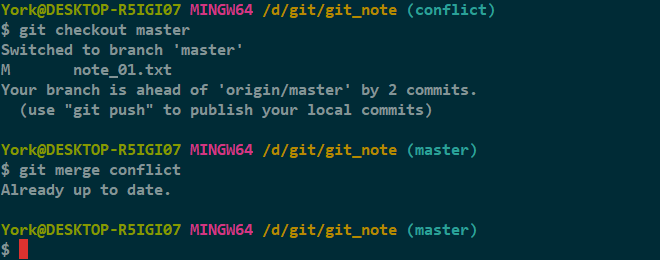 York@DESKTOP-R5IGI07 MINGW64 /d/git/git_note (conflict)
$ git checkout master
Switched to branch 'master'
M       note_01.txt
Your branch is ahead of 'origin/master' by 2 commits.
  (use "git push" to publish your local commits)
York@DESKTOP-R5IGI07 MINGW64 /d/git/git_note (master)
$ git merge conflict
Already up to date.
York@DESKTOP-R5IGI07 MINGW64 /d/git/git_note (master)
$